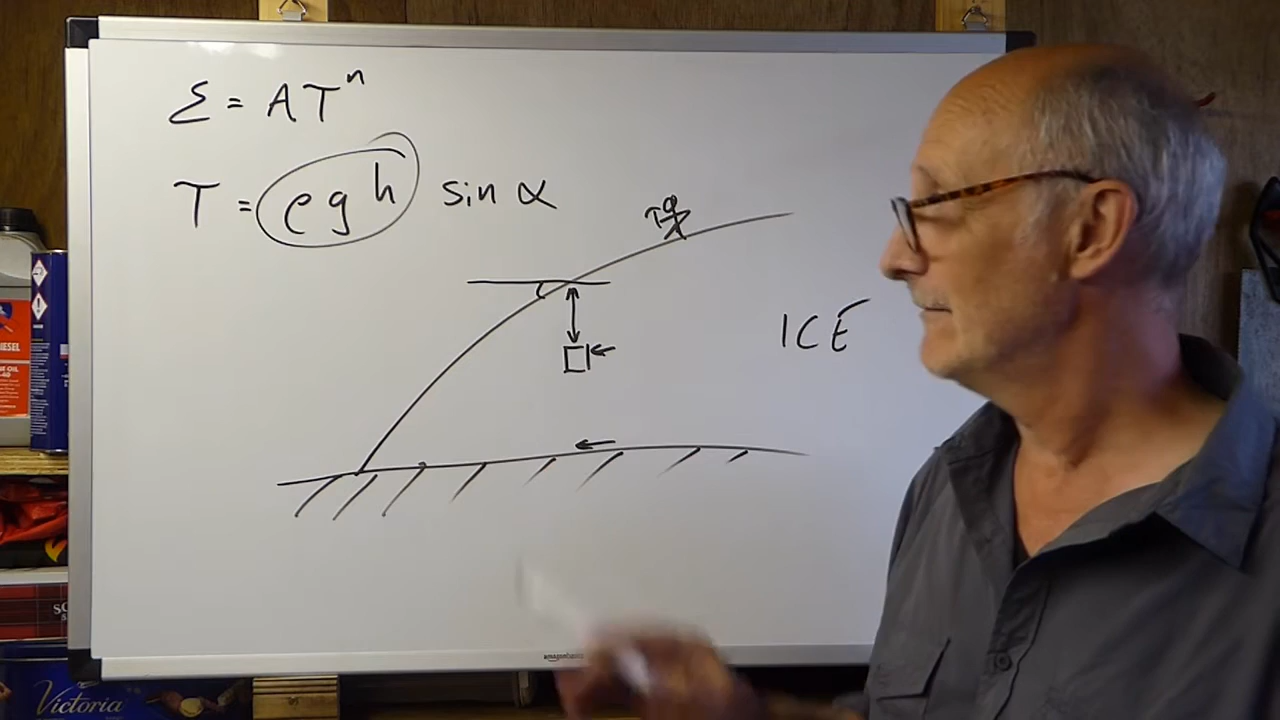 Ɛ = AT^n
T = ρgh sin α
ICE
DIESEL
Victoria